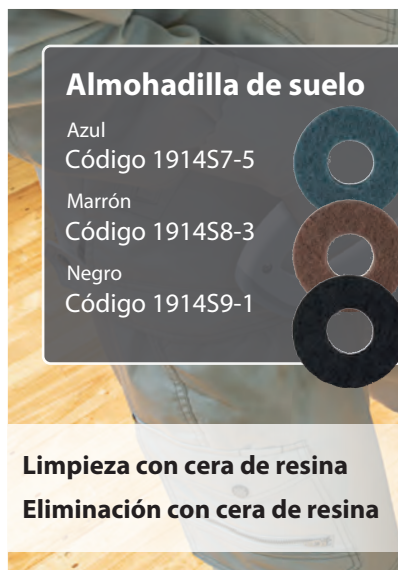 Almohadilla de suelo
Azul
Código 1914S7-5
Marrón
Código 1914S8-3
Negro
Código 1914S9-1
Limpieza con cera de resina
Eliminación con cera de resina